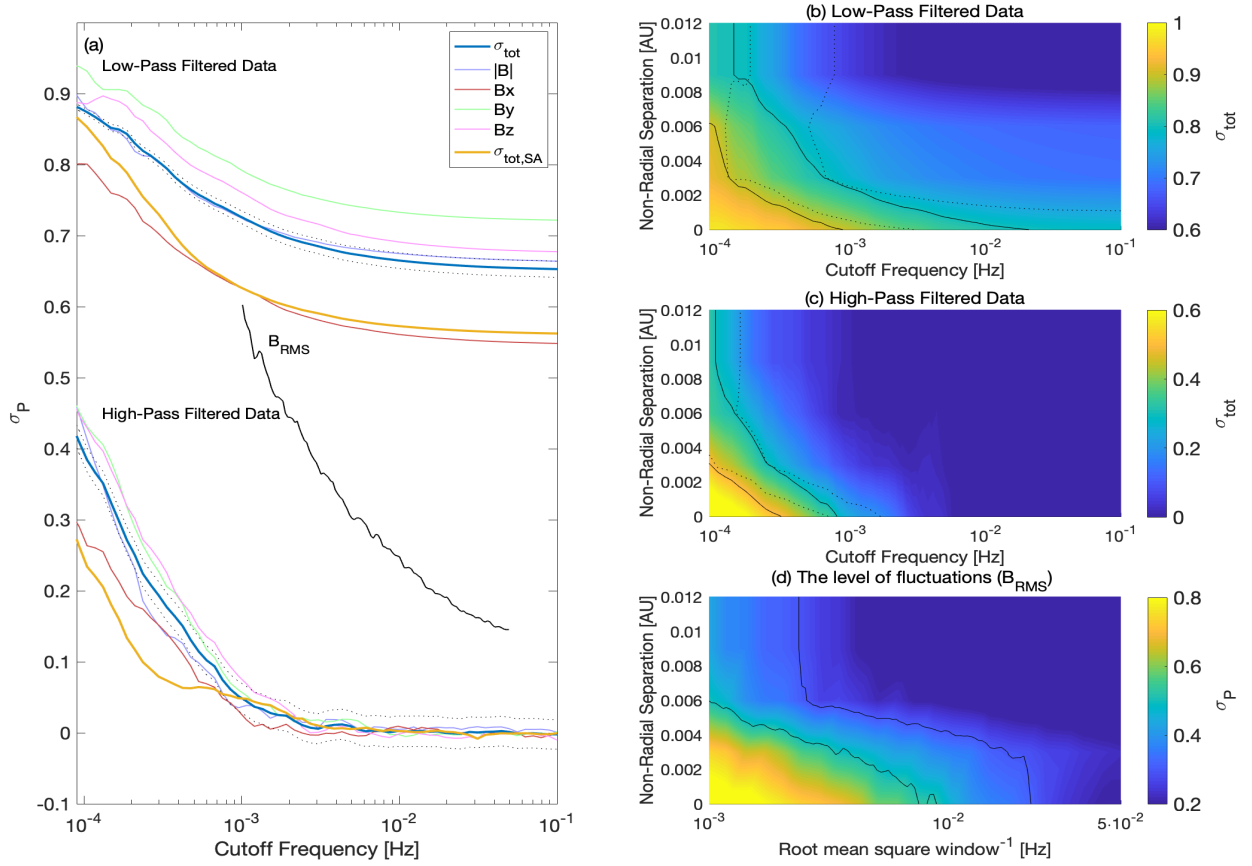 (a)
Low-Pass Filtered Data
σtot
|B|
Bx
By
Bz
σtot,SA
BRMS
High-Pass Filtered Data
σP
0.9
0.8
0.7
0.6
0.5
0.4
0.3
0.2
0.1
0
-0.1
10-4
10-3
10-2
10-1
Cutoff Frequency [Hz]
(b) Low-Pass Filtered Data
Non-Radial Separation [AU]
0.012
0.01
0.008
0.006
0.004
0.002
0
10-4
10-3
10-2
10-1
Cutoff Frequency [Hz]
1
0.9
0.8
0.7
0.6
σtot
(c) High-Pass Filtered Data
Non-Radial Separation [AU]
0.012
0.01
0.008
0.006
0.004
0.002
0
10-4
10-3
10-2
10-1
Cutoff Frequency [Hz]
0.6
0.4
0.2
0
σtot
(d) The level of fluctuations (BRMS)
Non-Radial Separation [AU]
0.012
0.01
0.008
0.006
0.004
0.002
0
10-3
10-2
5·10-2
Root mean square window-1 [Hz]
0.8
0.6
0.4
0.2
σP